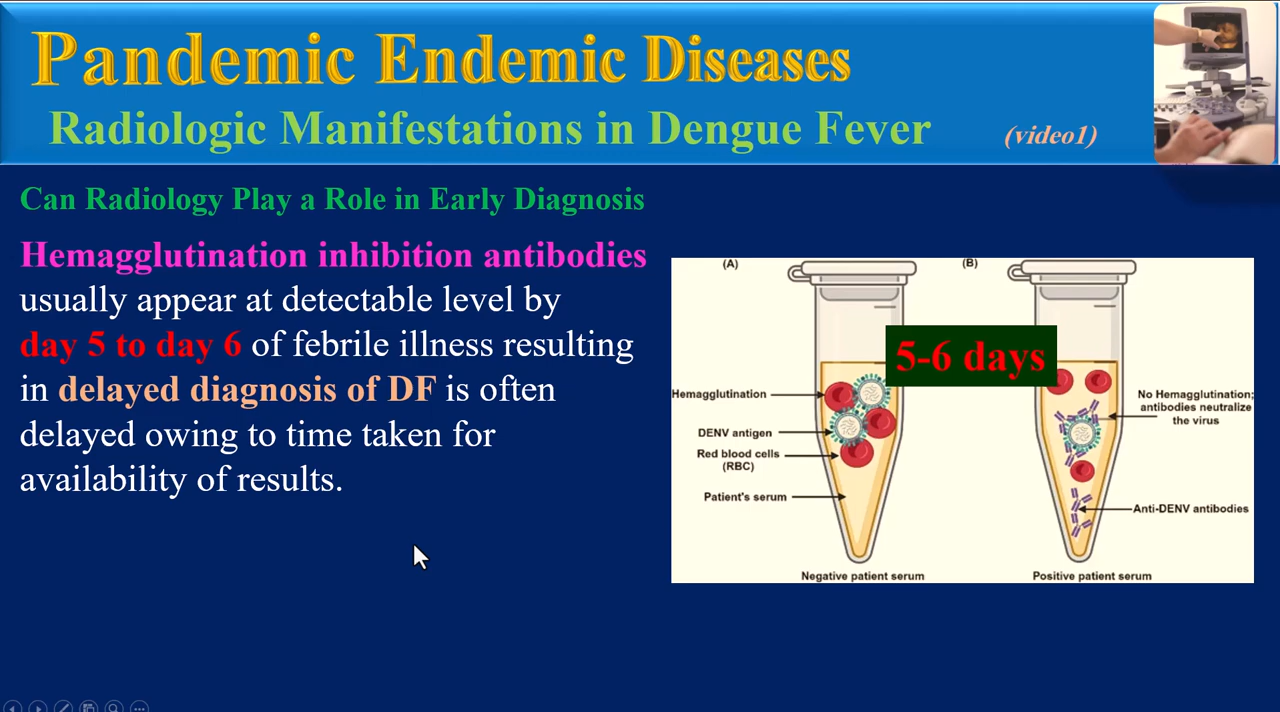 Pandemic Endemic Diseases
Radiologic Manifestations in Dengue Fever (video1)
Can Radiology Play a Role in Early Diagnosis
Hemagglutination inhibition antibodies
usually appear at detectable level by
day 5 to day 6 of febrile illness resulting
in delayed diagnosis of DF is often
delayed owing to time taken for
availability of results.
(A)
(B)
5-6 days
Hemagglutination
DENV antigen
Red blood cells
(RBC)
Patient's serum
Negative patient serum
No Hemagglutination;
antibodies neutralize
the virus
Anti-DENV antibodies
Positive patient serum